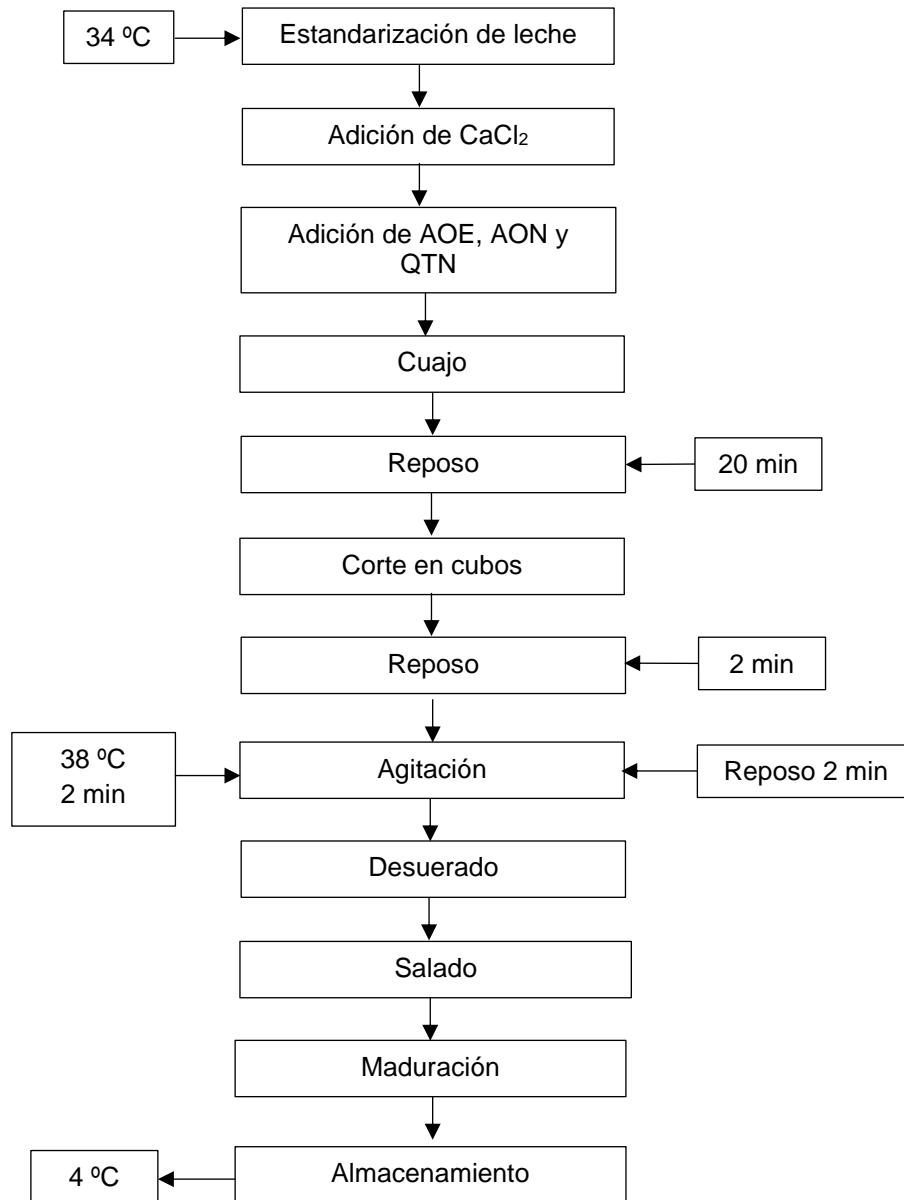 34 ºC
Estandarización de leche
Adición de CaCl₂
Adición de AOE, AON y
QTN
Cuajo
Reposo
20 min
Corte en cubos
Reposo
2 min
38 ºC
2 min
Agitación
Reposo 2 min
Desuerado
Salado
Maduración
4 ºC
Almacenamiento